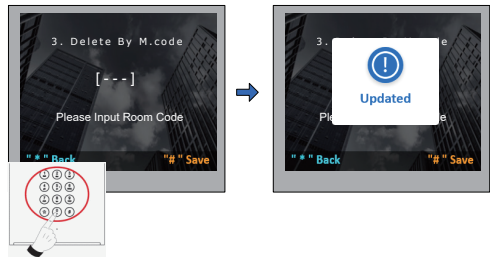 3. Delete By M.code
[---]
Please Input Room Code
"*" Back
"#" Save
3.
e
Updated
Ple
e
"*" Back
"#" Save